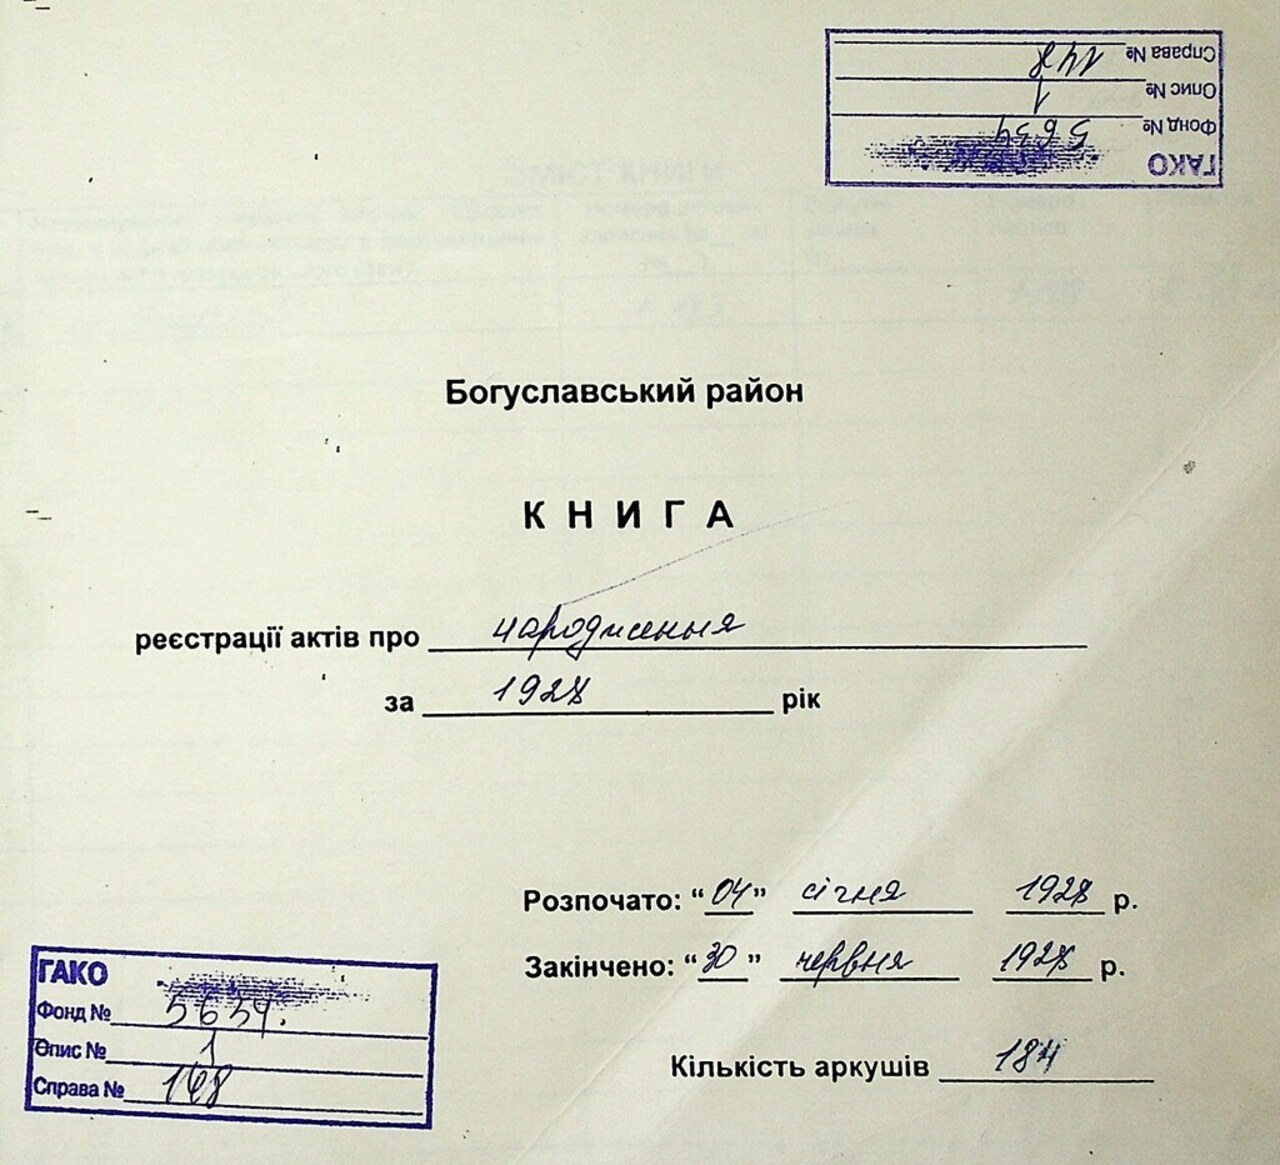 ГАКО
Фонд № 5634
Опис № 1
Справа № 148
Богуславський район
КНИГА
реєстрації актів про народження
за 1928 рік
Розпочато: “04” січня 1928 р.
Закінчено: “30” червня 1928 р.
Кількість аркушів 184
ГАКО
Фонд № 5634.
Опис № 1
Справа № 148